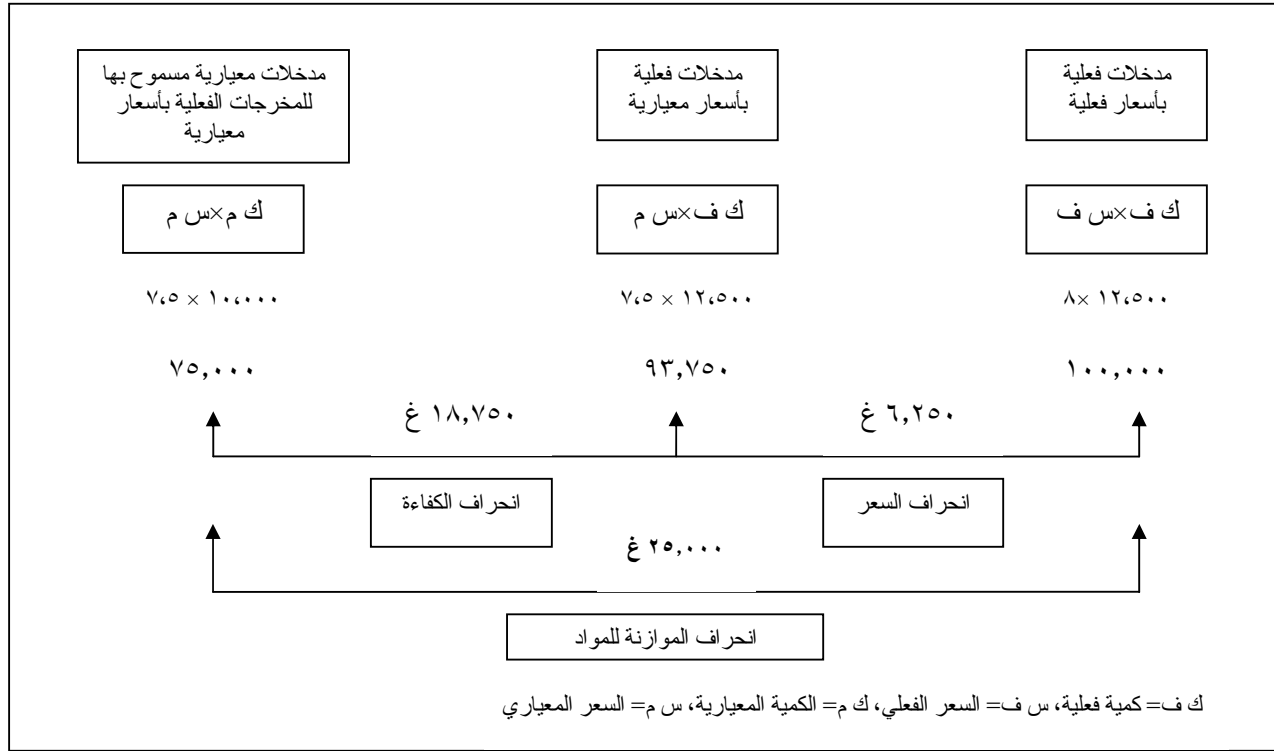 مدخلات فعلية
بأسعار فعلية
مدخلات فعلية
بأسعار معيارية
مدخلات معيارية مسموح بها
للمخرجات الفعلية بأسعار
معيارية
ك ف×س ف
ك ف×س م
ك م×س م
١٢،٥٠٠ ×٨
١٢،٥٠٠ × ٧،٥
١٠،٠٠٠ × ٧،٥
١٠٠,٠٠٠
٩٣,٧٥٠
٧٥,٠٠٠
٦,٢٥٠ غ
١٨,٧٥٠ غ
انحراف السعر
انحراف الكفاءة
٢٥,٠٠٠ غ
انحراف الموازنة للمواد
ك ف= كمية فعلية، س ف= السعر الفعلي، ك م= الكمية المعيارية، س م= السعر المعياري